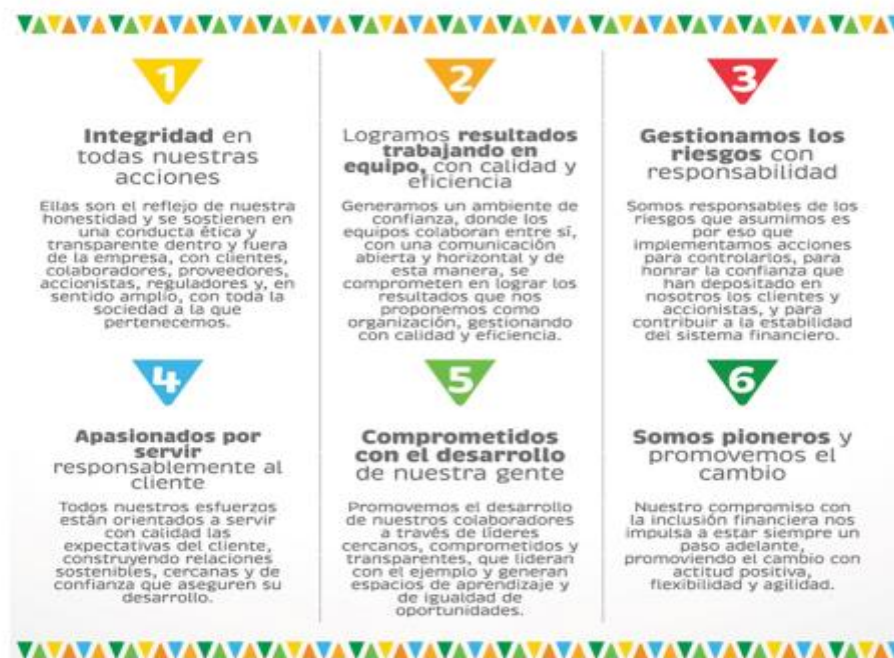 1
Integridad en
todas nuestras
acciones
Ellas son el reflejo de nuestra
honestidad y se sostienen en
una conducta ética y
transparente dentro y fuera
de la empresa, con clientes,
colaboradores, proveedores,
accionistas, reguladores y, en
sentido amplio, con toda la
sociedad a la que
pertenecemos.
2
Logramos resultados
trabajando en
equipo, con calidad y
eficiencia
Generamos un ambiente de
confianza, donde los
equipos colaboran entre sí,
con una comunicación
abierta y horizontal y de
esta manera, se
comprometen en lograr los
resultados que nos
proponemos como
organización, gestionando
con calidad y eficiencia.
3
Gestionamos los
riesgos con
responsabilidad
Somos responsables de los
riesgos que asumimos es
por eso que
implementamos acciones
para controlarlos, para
honrar la confianza que
han depositado en
nosotros los clientes y
accionistas, y para
contribuir a la estabilidad
del sistema financiero.
4
Apasionados por
servir
responsablemente al
cliente
Todos nuestros esfuerzos
están orientados a servir
con calidad las
expectativas del cliente,
construyendo relaciones
sostenibles, cercanas y de
confianza que aseguren su
desarrollo.
5
Comprometidos
con el desarrollo
de nuestra gente
Promovemos el desarrollo
de nuestros colaboradores
a través de líderes
cercanos, comprometidos y
transparentes, que lideran
con el ejemplo y generan
espacios de aprendizaje y
de igualdad de
oportunidades.
6
Somos pioneros y
promovemos el
cambio
Nuestro compromiso con
la inclusión financiera nos
impulsa a estar siempre un
paso adelante,
promoviendo el cambio con
actitud positiva,
flexibilidad y agilidad.